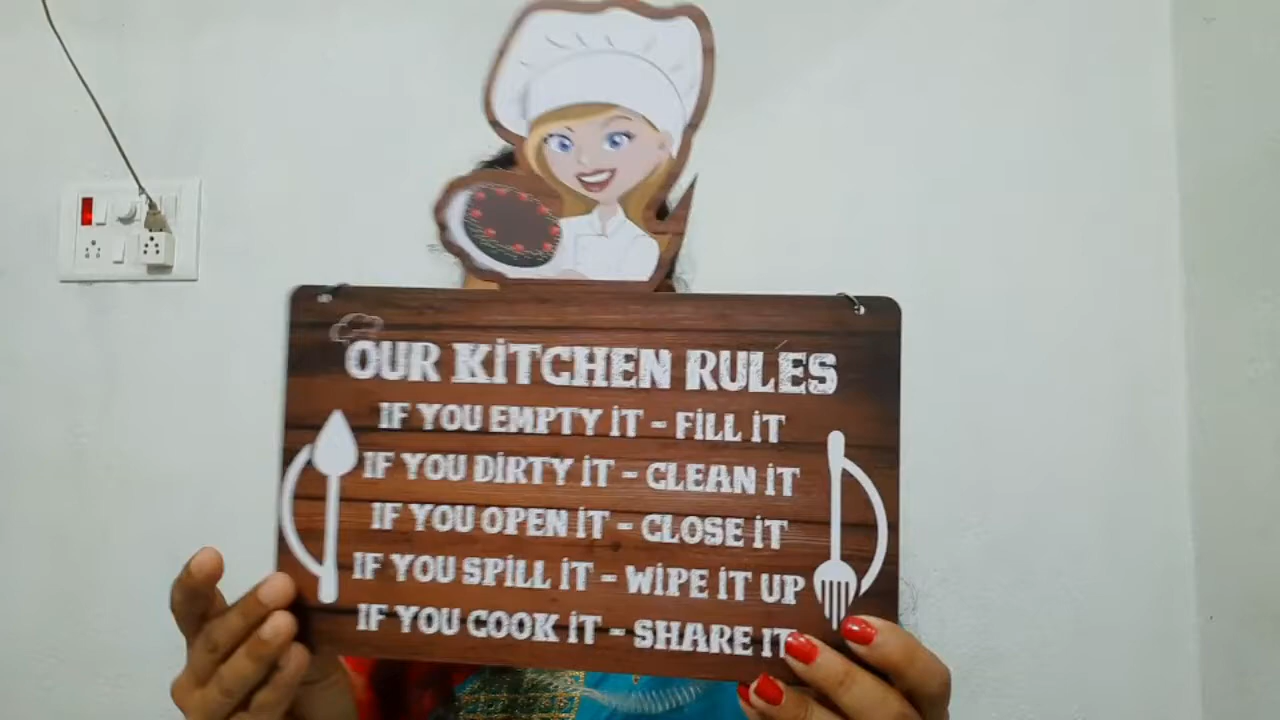 OUR KITCHEN RULES
IF YOU EMPTY IT - FILL IT
IF YOU DIRTY IT - CLEAN IT
IF YOU OPEN IT - CLOSE IT
IF YOU SPILL IT - WIPE IT UP
IF YOU COOK IT - SHARE IT